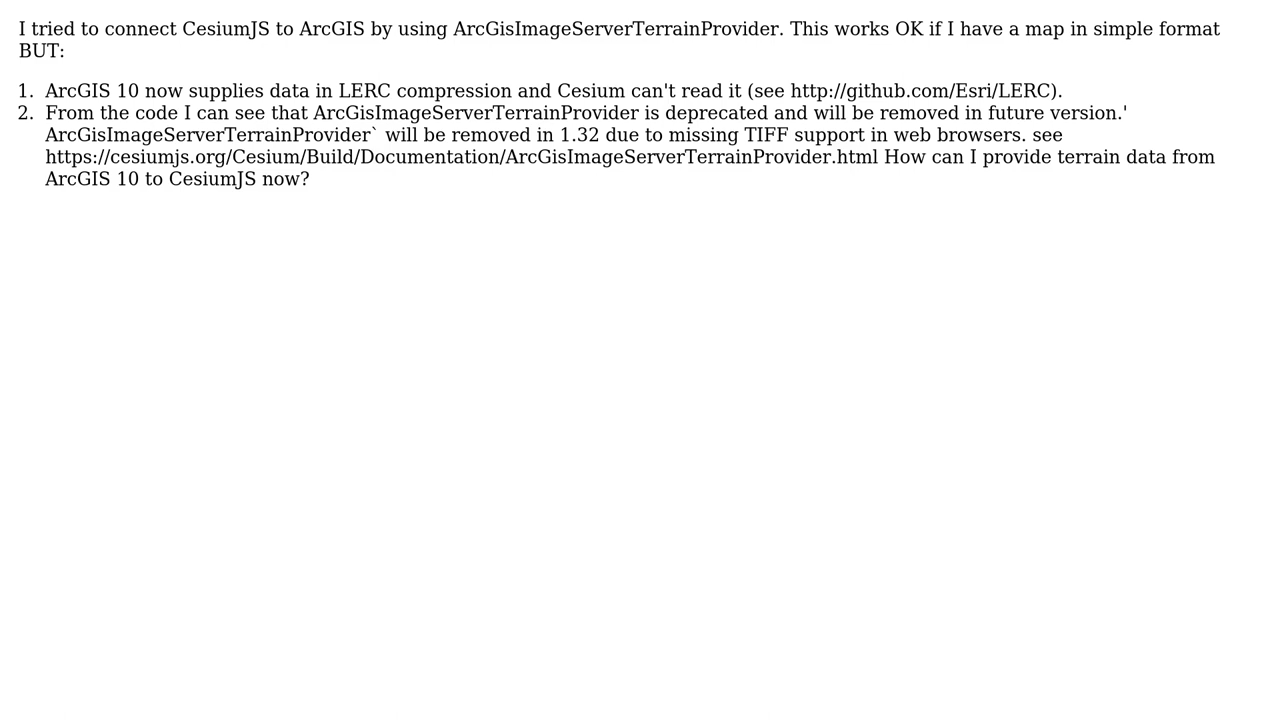 I tried to connect CesiumJS to ArcGIS by using ArcGisImageServerTerrainProvider. This works OK if I have a map in simple format
BUT:
1. ArcGIS 10 now supplies data in LERC compression and Cesium can't read it (see http://github.com/Esri/LERC).
2. From the code I can see that ArcGisImageServerTerrainProvider is deprecated and will be removed in future version.'
ArcGisImageServerTerrainProvider` will be removed in 1.32 due to missing TIFF support in web browsers. see
https://cesiumjs.org/Cesium/Build/Documentation/ArcGisImageServerTerrainProvider.html How can I provide terrain data from
ArcGIS 10 to CesiumJS now?